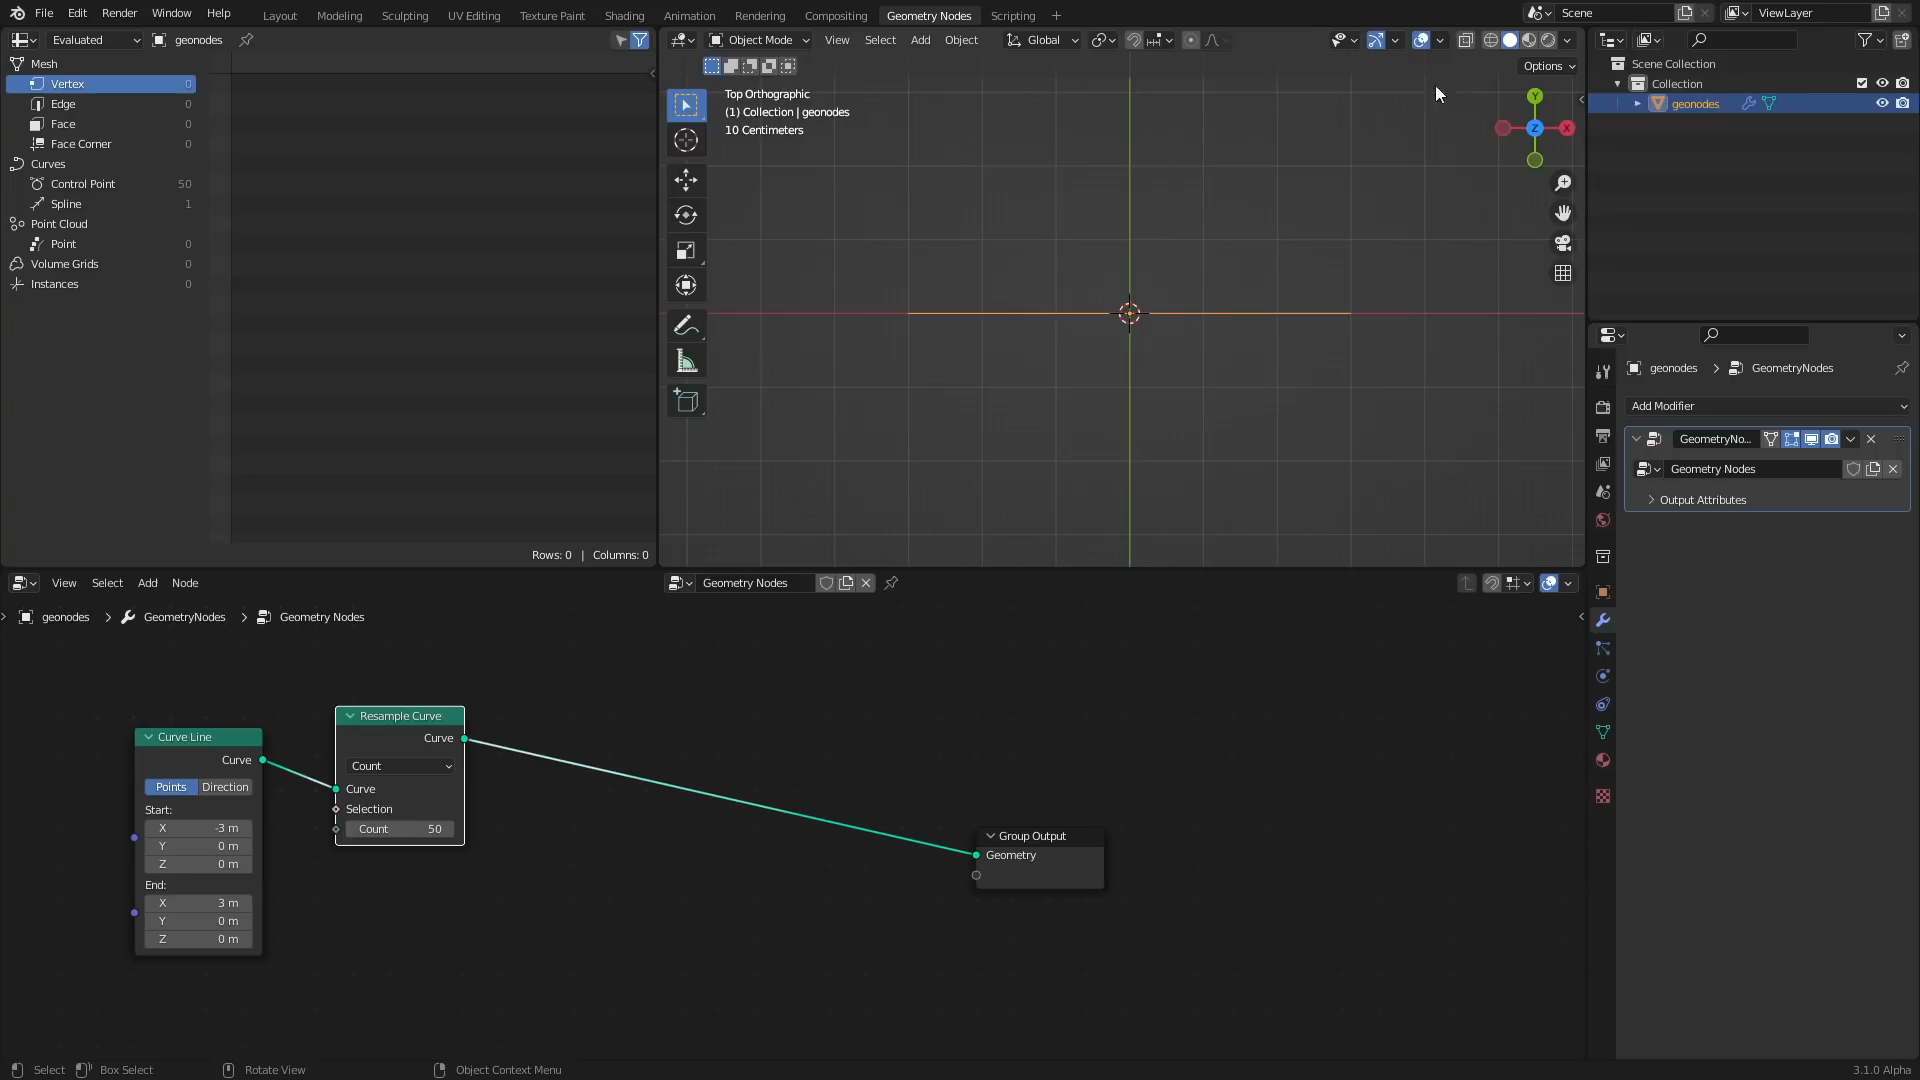 File Edit Render Window Help Layout Modeling Sculpting UV Editing Texture Paint Shading Animation Rendering Compositing Geometry Nodes Scripting + Scene ViewLayer
Evaluated geonodes
Mesh
Vertex 0
Edge 0
Face 0
Face Corner 0
Curves
Control Point 50
Spline 1
Point Cloud
Point 0
Volume Grids 0
Instances 0
Rows: 0 | Columns: 0
Object Mode View Select Add Object Global
Options
Top Orthographic
(1) Collection | geonodes
10 Centimeters
Y
Z X
Scene Collection
Collection
geonodes
geonodes > GeometryNodes
Add Modifier
GeometryNo...
Geometry Nodes
Output Attributes
View Select Add Node Geometry Nodes
geonodes > GeometryNodes > Geometry Nodes
Curve Line
Curve
Points Direction
Start:
X -3 m
Y 0 m
Z 0 m
End:
X 3 m
Y 0 m
Z 0 m
Resample Curve
Curve
Count
Curve
Selection
Count 50
Group Output
Geometry
Select Box Select Rotate View Object Context Menu 3.1.0 Alpha